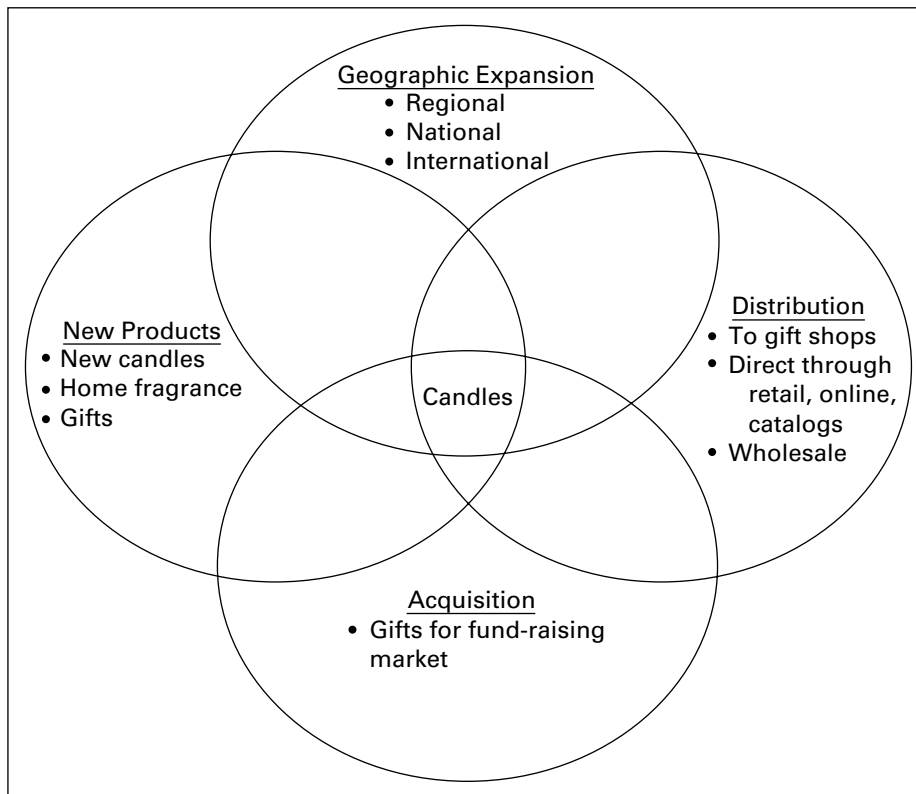 Geographic Expansion
• Regional
• National
• International
New Products
• New candles
• Home fragrance
• Gifts
Candles
Distribution
• To gift shops
• Direct through
retail, online,
catalogs
• Wholesale
Acquisition
• Gifts for fund-raising
market